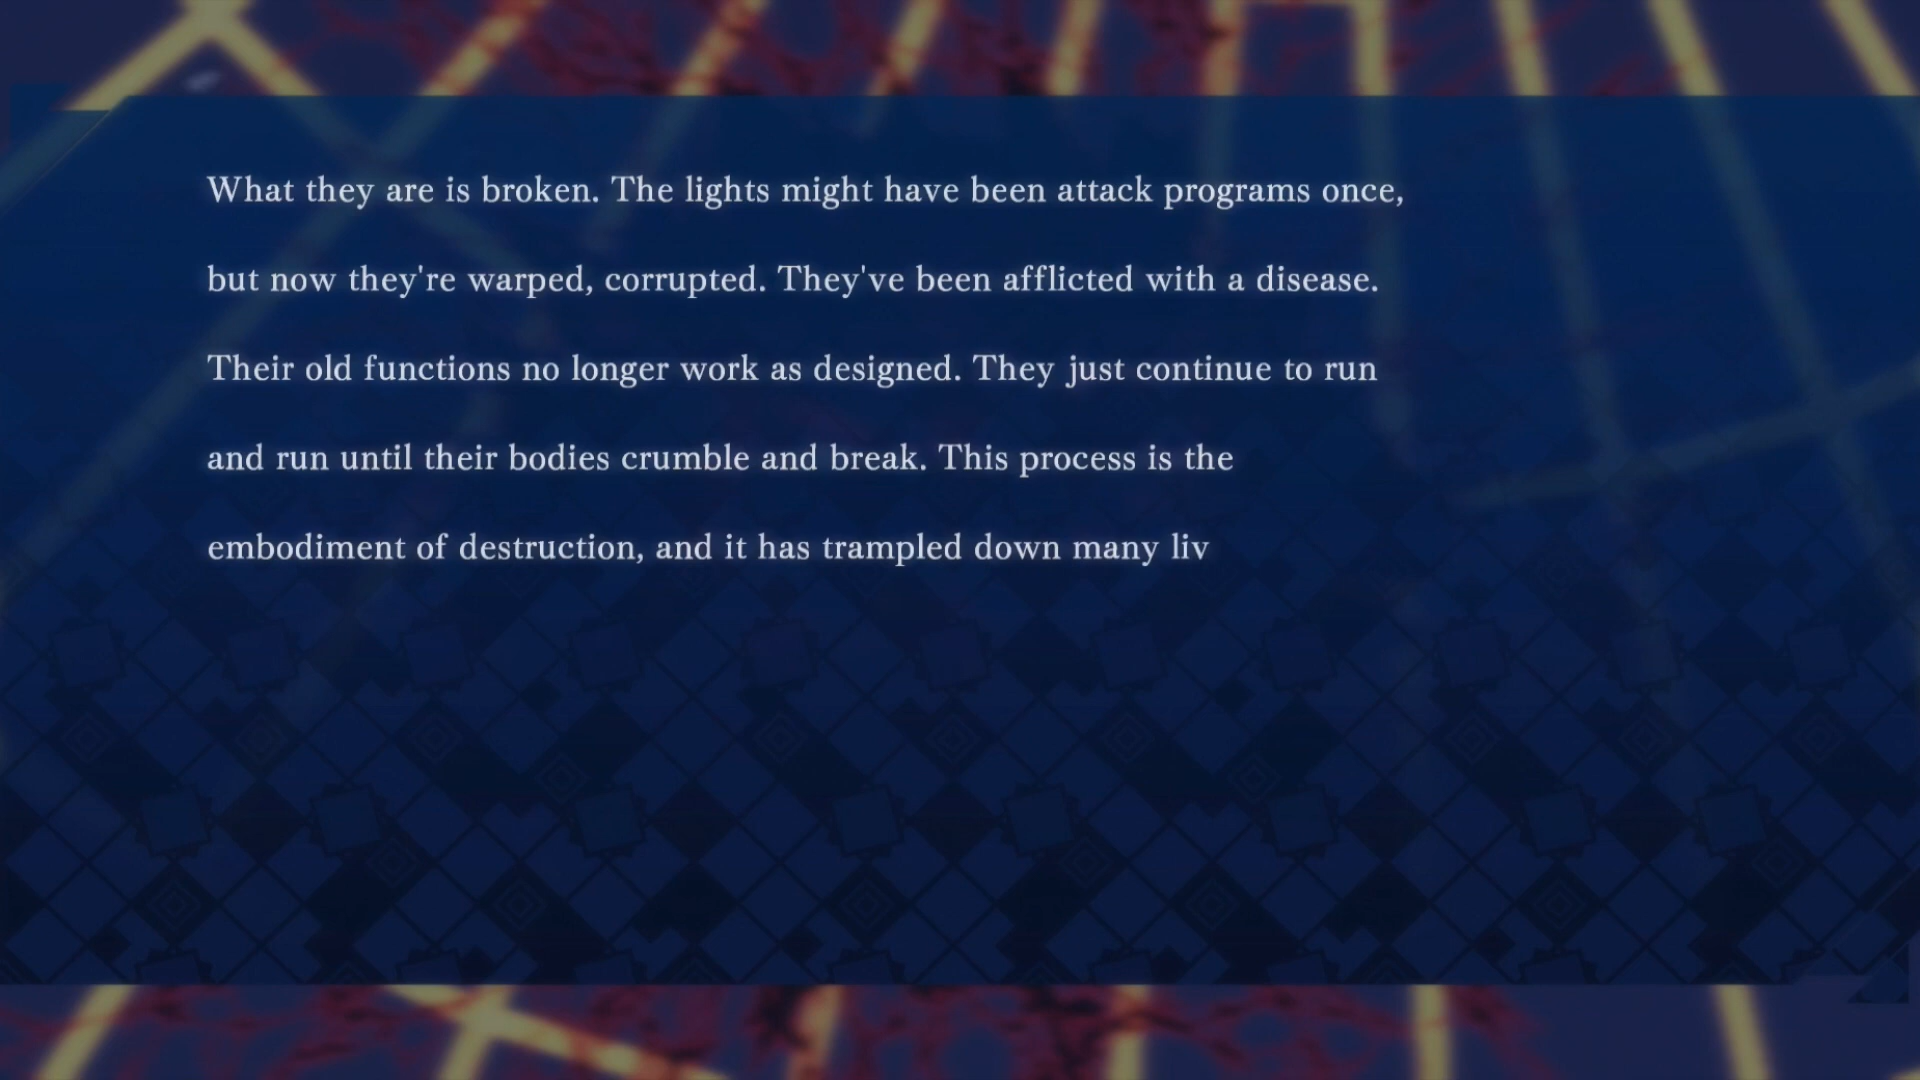 What they are is broken. The lights might have been attack programs once,
but now they're warped, corrupted. They've been afflicted with a disease.
Their old functions no longer work as designed. They just continue to run
and run until their bodies crumble and break. This process is the
embodiment of destruction, and it has trampled down many liv